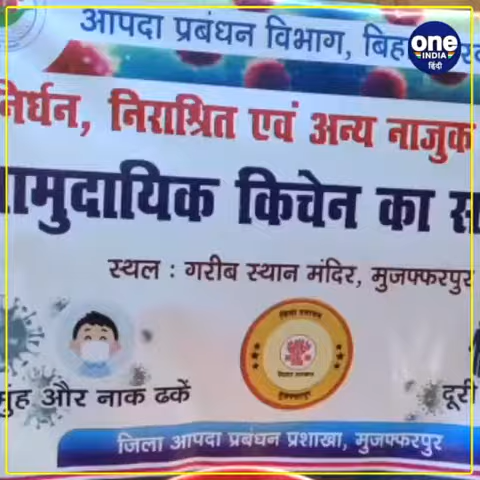 आपदा प्रबंधन विभाग, बिह
one
INDIA
हिंदी
निर्धन, निराश्रित एवं अन्य नाजुक
ामुदायिक किचेन का स
स्थल : गरीब स्थान मंदिर, मुजफ्फरपुर
मुह और नाक ढकें
दूरी
जिला आपदा प्रबंधन प्रशाखा, मुजफ्फरपुर